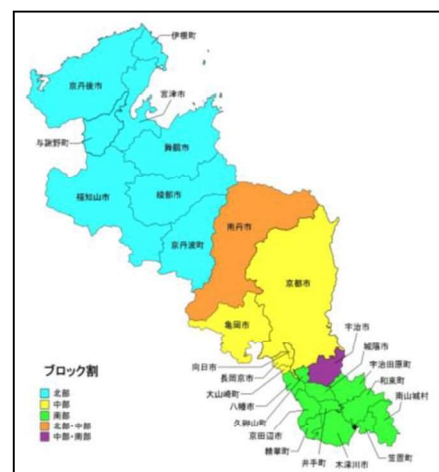 伊根町
京丹後市
宮津市
与謝野町
舞鶴市
福知山市
綾部市
京丹波町
南丹市
京都市
亀岡市
宇治市
城陽市
向日市
宇治田原町
長岡京市
和束町
大山崎町
南山城村
八幡市
久御山町
京田辺市
精華町
井手町
木津川市
笠置町
ブロック割
北部
中部
南部
北部・中部
中部・南部